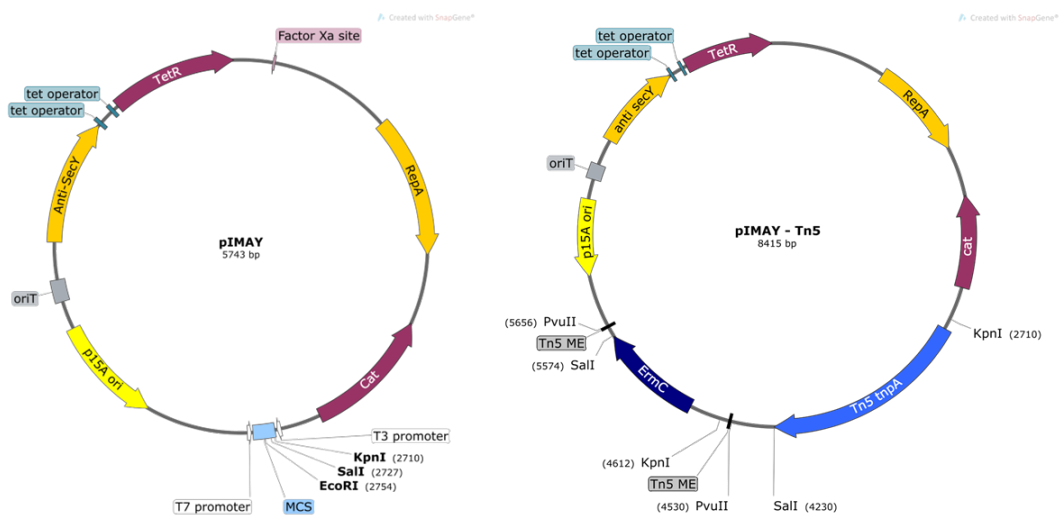 Created with SnapGene®
Factor Xa site
TetR
tet operator
tet operator
Anti-SecY
RepA
pIMAY
5743 bp
oriT
p15A ori
Cat
T3 promoter
KpnI (2710)
SalI (2727)
EcoRI (2754)
T7 promoter
MCS
Created with SnapGene®
tet operator
tet operator
TetR
anti secY
RepA
oriT
p15A ori
pIMAY - Tn5
8415 bp
cat
(5656) PvuII
Tn5 ME
(5574) SalI
KpnI (2710)
ErmC
Tn5 tnpA
(4612) KpnI
Tn5 ME
(4530) PvuII
SalI (4230)